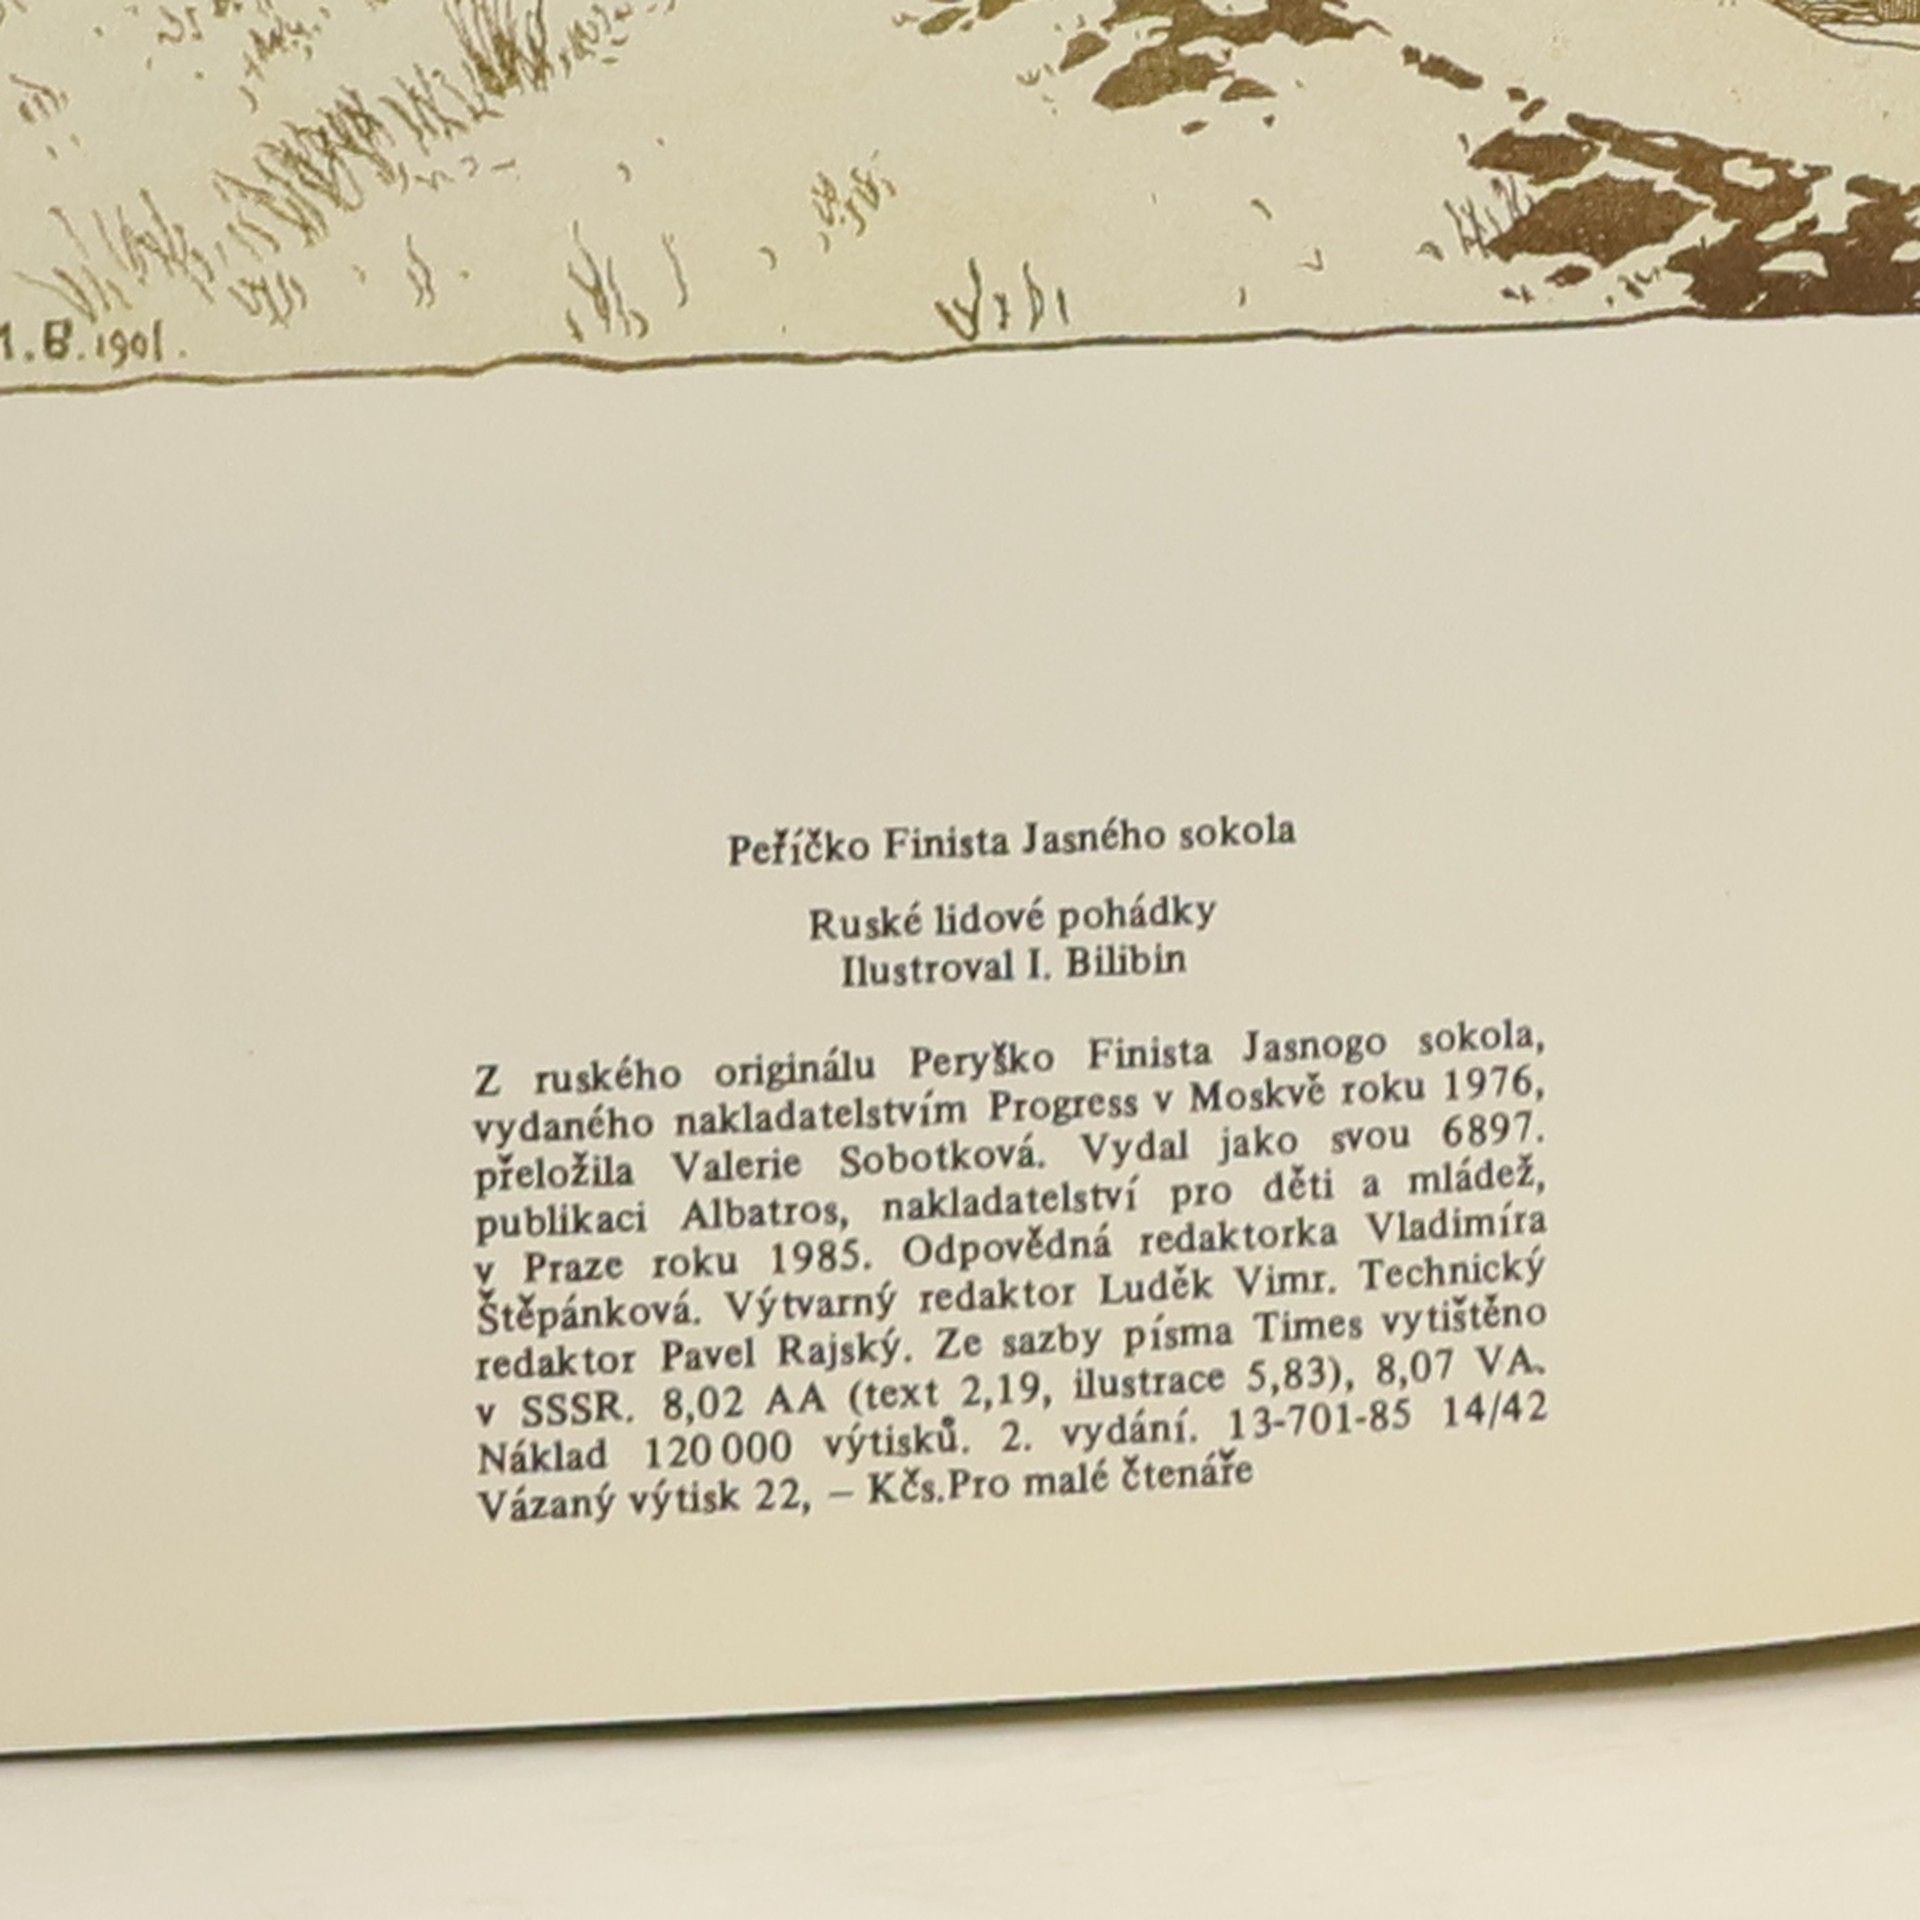 И.Б.1901.
Peříčko Finista Jasného sokola
Ruské lidové pohádky
Ilustroval I. Bilibin
Z ruského originálu Peryško Finista Jasnogo sokola,
vydaného nakladatelstvím Progress v Moskvě roku 1976,
přeložila Valerie Sobotková. Vydal jako svou 6897.
publikaci Albatros, nakladatelství pro děti a mládež,
v Praze roku 1985. Odpovědná redaktorka Vladimíra
Štěpánková. Výtvarný redaktor Luděk Vimr. Technický
redaktor Pavel Rajský. Ze sazby písma Times vytištěno
v SSSR. 8,02 AA (text 2,19, ilustrace 5,83), 8,07 VA.
Náklad 120 000 výtisků. 2. vydání. 13-701-85 14/42
Vázaný výtisk 22, – Kčs.Pro malé čtenáře